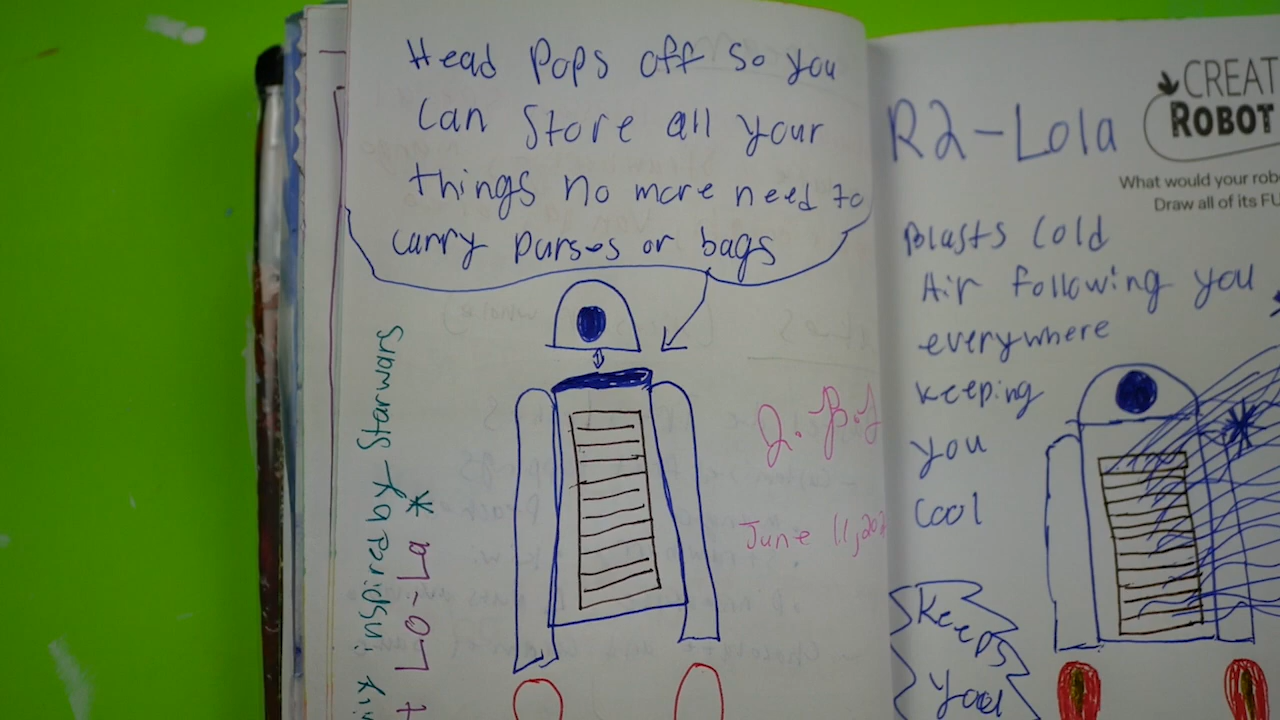 Head Pops off so you
Can Store all your
things no more need to
carry purses or bags
inspired by Starwars
LO-LA *
J.B.J
June 11, 202
CREAT
ROBOT
R2-Lola
What would your rob
Draw all of its FU
Blasts Cold
Air following you
everywhere
Keeping
you
Cool
Keeps
You